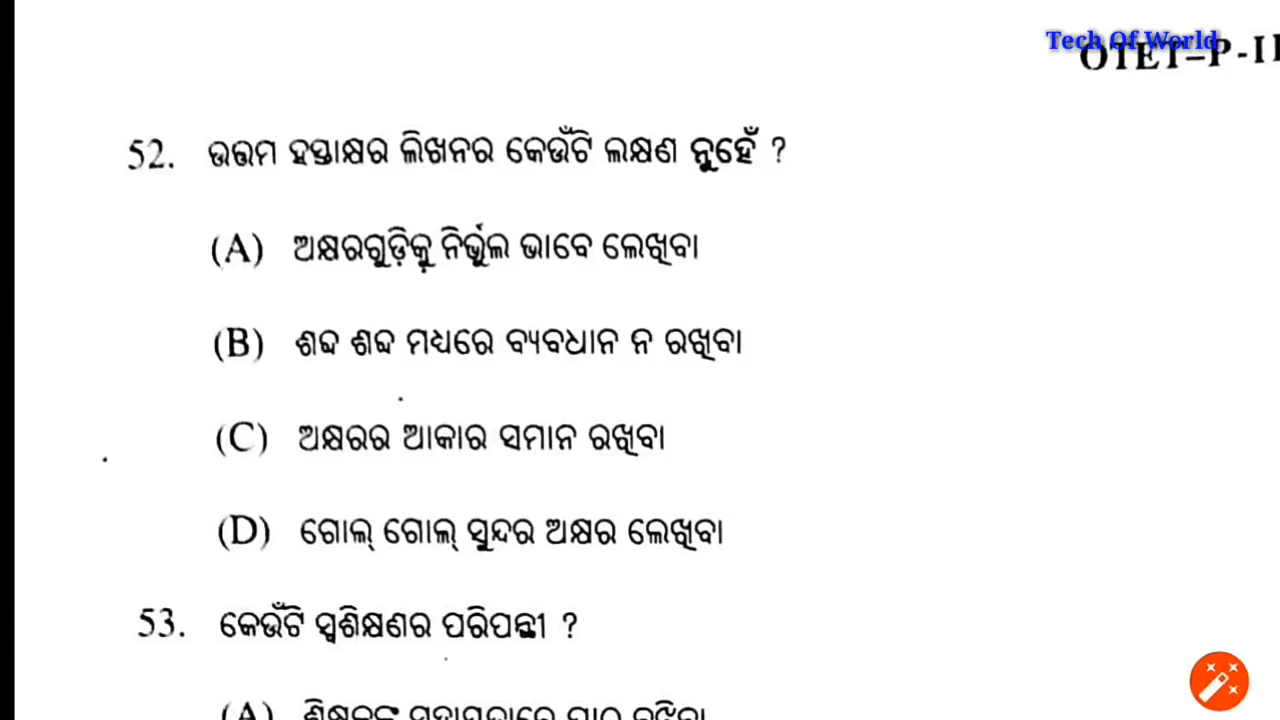 Tech Of World
OTET–P-II
52. ଉତ୍ତମ ହସ୍ତାକ୍ଷର ଲିଖନର କେଉଁଟି ଲକ୍ଷଣ ନୁହେଁ ?
(A) ଅକ୍ଷରଗୁଡ଼ିକୁ ନିର୍ଭୁଲ ଭାବେ ଲେଖିବା
(B) ଶବ୍ଦ ଶବ୍ଦ ମଧ୍ୟରେ ବ୍ୟବଧାନ ନ ରଖିବା
(C) ଅକ୍ଷରର ଆକାର ସମାନ ରଖିବା
(D) ଗୋଲ୍ ଗୋଲ୍ ସୁନ୍ଦର ଅକ୍ଷର ଲେଖିବା
53. କେଉଁଟି ସ୍ୱଶିକ୍ଷଣର ପରିପନ୍ଥୀ ?
(A)